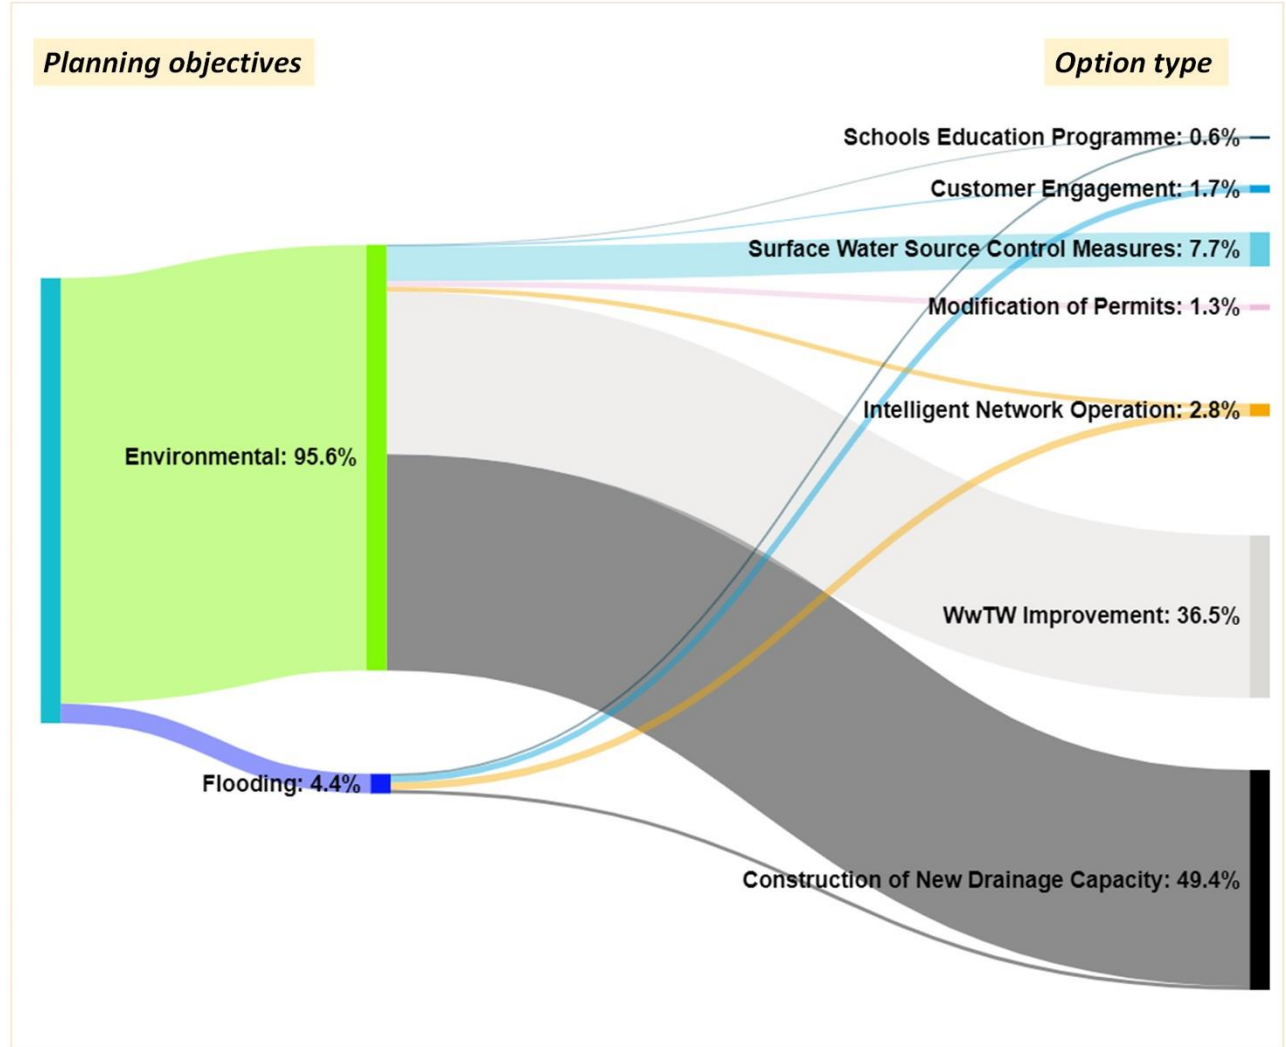 Planning objectives
Option type
Schools Education Programme: 0.6%
Customer Engagement: 1.7%
Surface Water Source Control Measures: 7.7%
Modification of Permits: 1.3%
Intelligent Network Operation: 2.8%
Environmental: 95.6%
WwTW Improvement: 36.5%
Flooding: 4.4%
Construction of New Drainage Capacity: 49.4%